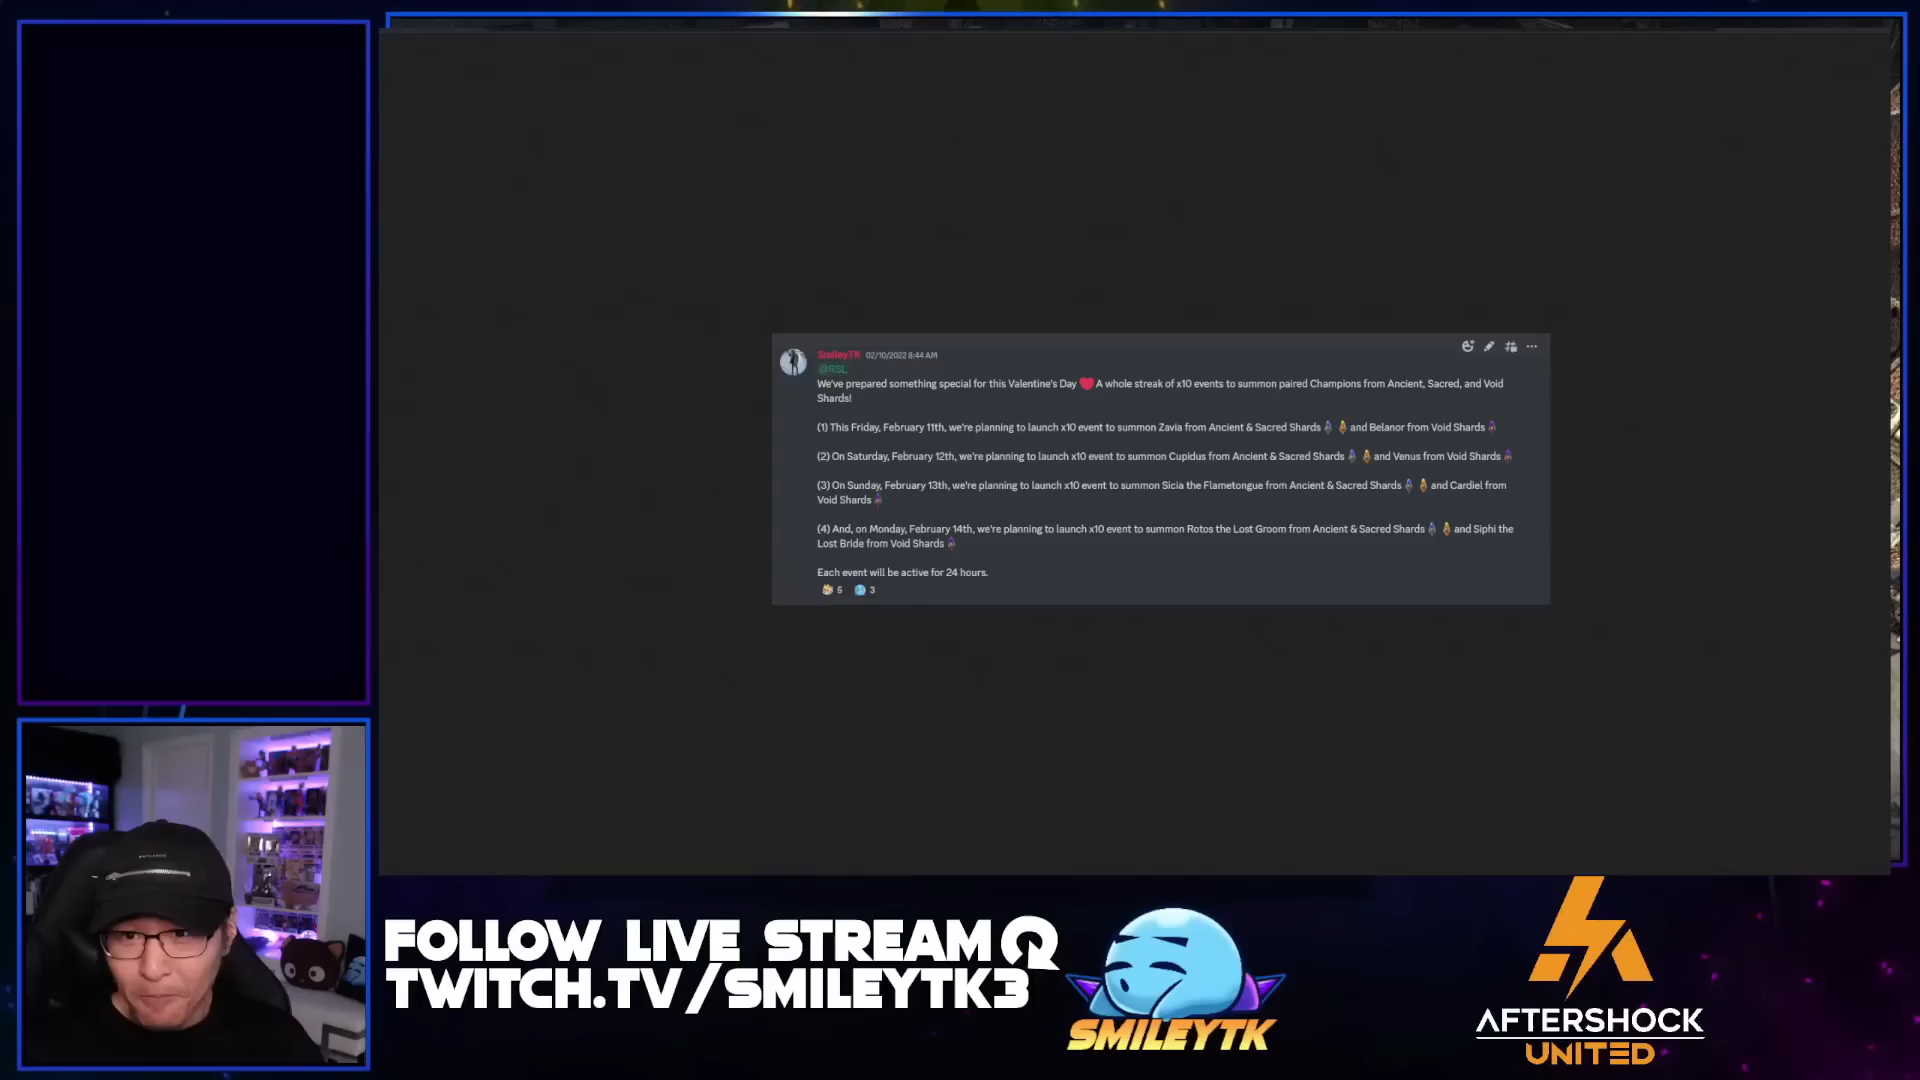 SmileyTK 02/10/2022 8:44 AM
@RSL
We've prepared something special for this Valentine's Day ❤️ A whole streak of x10 events to summon paired Champions from Ancient, Sacred, and Void
Shards!
(1) This Friday, February 11th, we're planning to launch x10 event to summon Zavia from Ancient & Sacred Shards and Belanor from Void Shards
(2) On Saturday, February 12th, we're planning to launch x10 event to summon Cupidus from Ancient & Sacred Shards and Venus from Void Shards
(3) On Sunday, February 13th, we're planning to launch x10 event to summon Sicia the Flametongue from Ancient & Sacred Shards and Cardiel from
Void Shards
(4) And, on Monday, February 14th, we're planning to launch x10 event to summon Rotos the Lost Groom from Ancient & Sacred Shards and Siphi the
Lost Bride from Void Shards
Each event will be active for 24 hours.
5 3
FOLLOW LIVE STREAM
TWITCH.TV/SMILEYTK3
SMILEYTK
AFTERSHOCK
UNITED